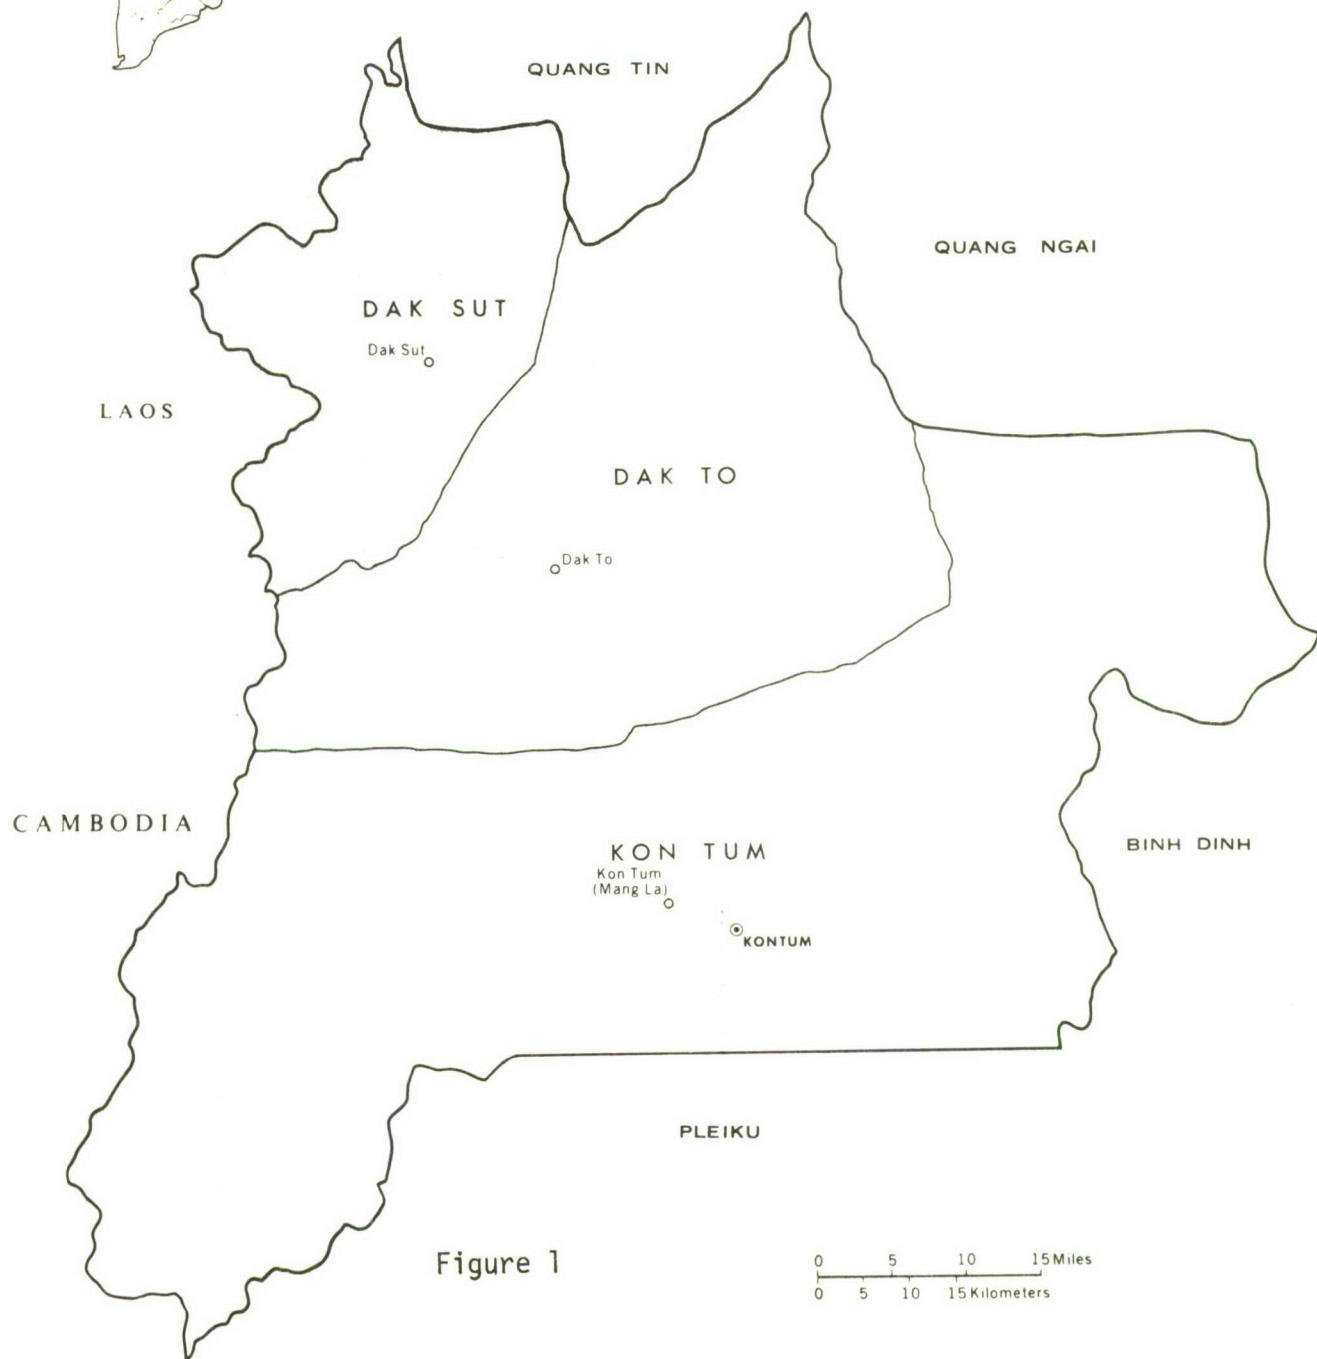 QUANG TIN
QUANG NGAI
DAK SUT
Dak Sut
LAOS
DAK TO
Dak To
CAMBODIA
KON TUM
Kon Tum
(Mang La)
KONTUM
BINH DINH
PLEIKU
Figure 1
0 5 10 15 Miles
0 5 10 15 Kilometers